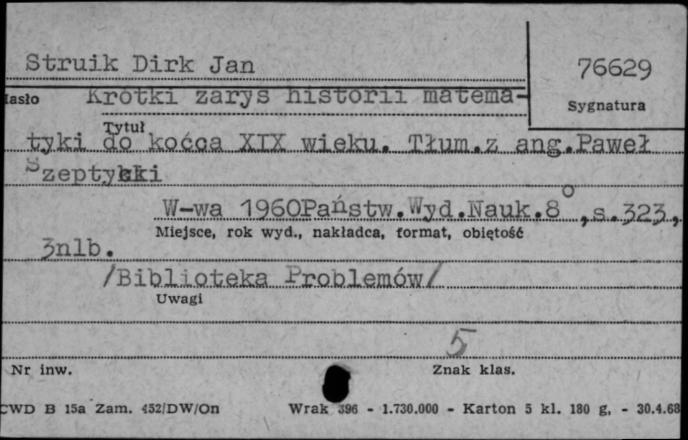 Struik Dirk Jan
76629
asło Krótki zarys historii matema-
Sygnatura
Tytuł
tyki do koćca XIX wieku. Tłum.z ang.Paweł
Szeptycki
W-wa 1960Państw.Wyd.Nauk.8°,s.323,
Miejsce, rok wyd., nakładca, format, objętość
3nlb.
/Biblioteka Problemów/
Uwagi
5
Nr inw.
Znak klas.
CWD B 15a Zam. 452/DW/On Wrak 396 - 1.730.000 - Karton 5 kl. 180 g, - 30.4.68